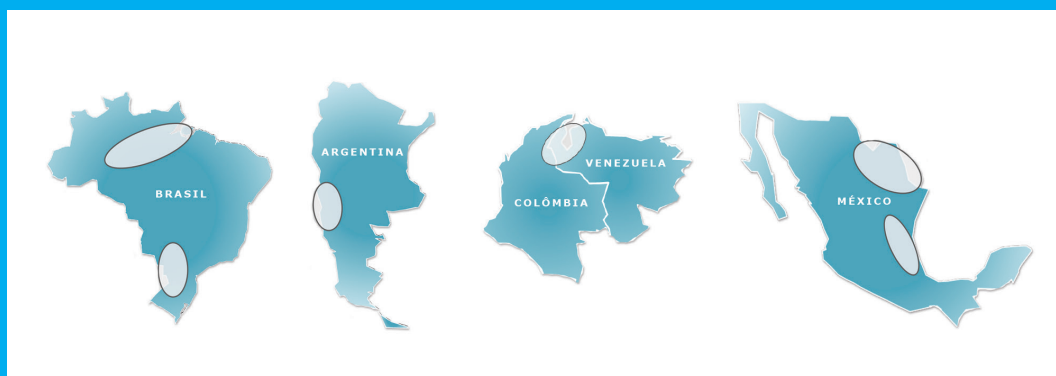 BRASIL
ARGENTINA
COLÔMBIA
VENEZUELA
MÉXICO